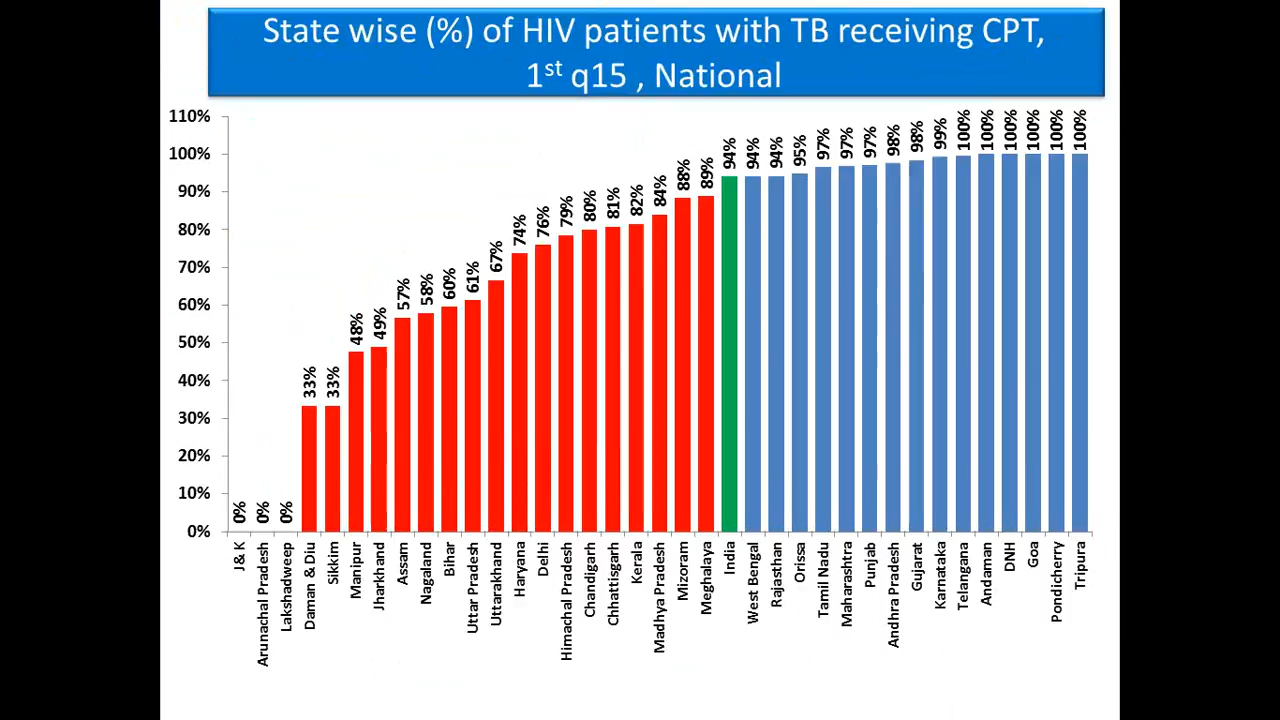 State wise (%) of HIV patients with TB receiving CPT,
1st q15 , National
110%
100%
90%
80%
70%
60%
50%
40%
30%
20%
10%
0%
0%
0%
0%
33%
33%
48%
49%
57%
58%
60%
61%
67%
74%
76%
79%
80%
81%
82%
84%
88%
89%
94%
94%
94%
95%
97%
97%
97%
98%
98%
99%
100%
100%
100%
100%
100%
100%
J& K
Arunachal Pradesh
Lakshadweep
Daman & Diu
Sikkim
Manipur
Jharkhand
Assam
Nagaland
Bihar
Uttar Pradesh
Uttarakhand
Haryana
Delhi
Himachal Pradesh
Chandigarh
Chhattisgarh
Kerala
Madhya Pradesh
Mizoram
Meghalaya
India
West Bengal
Rajasthan
Orissa
Tamil Nadu
Maharashtra
Punjab
Andhra Pradesh
Gujarat
Karnataka
Telangana
Andaman
DNH
Goa
Pondicherry
Tripura